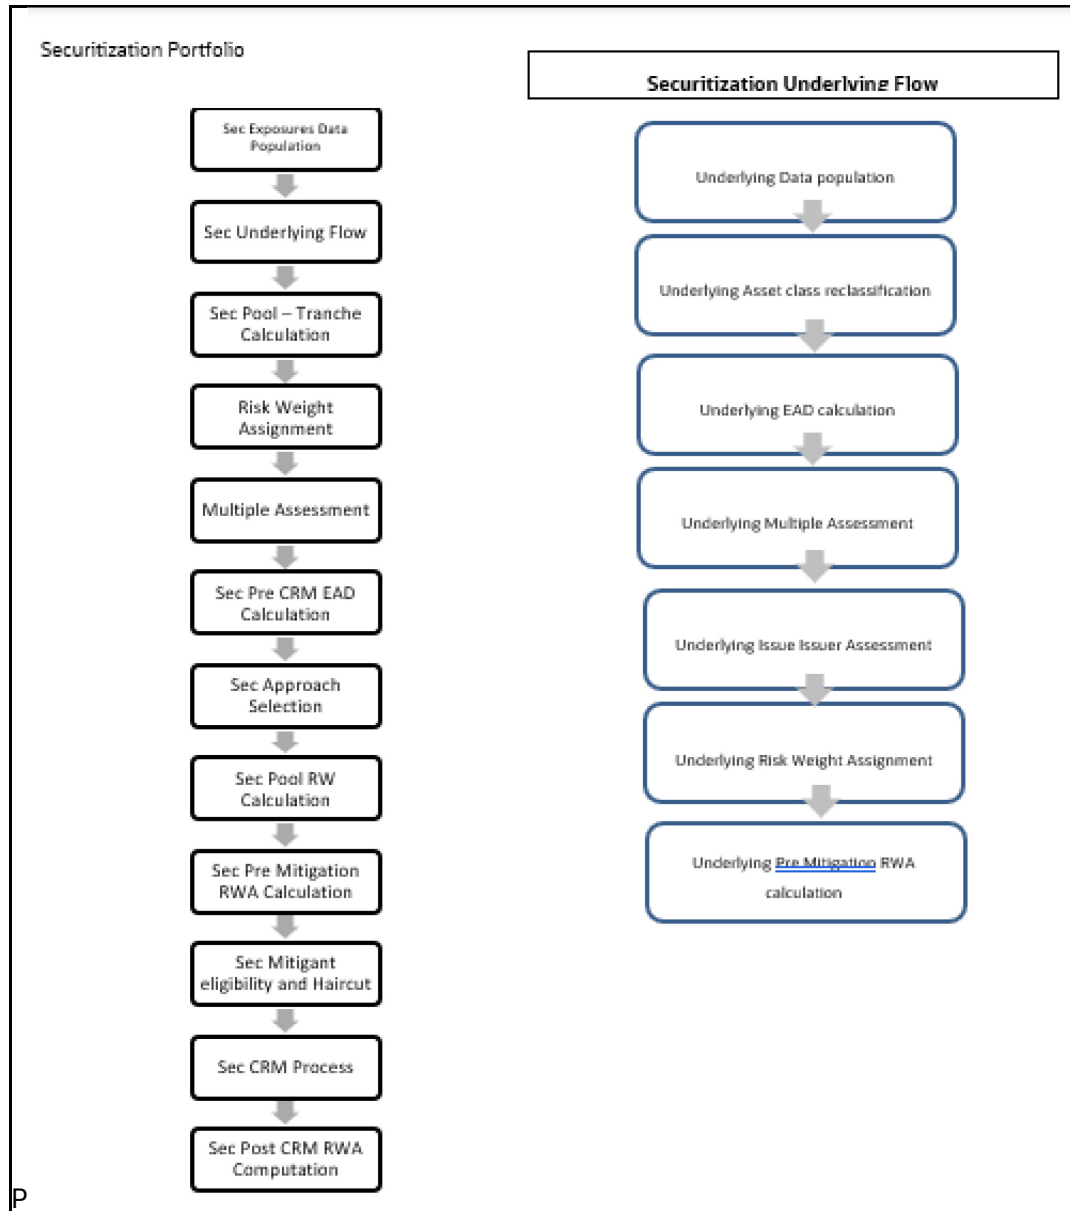 Securitization Portfolio
Sec Exposures Data
Population
Sec Underlying Flow
Sec Pool – Tranche
Calculation
Risk Weight
Assignment
Multiple Assessment
Sec Pre CRM EAD
Calculation
Sec Approach
Selection
Sec Pool RW
Calculation
Sec Pre Mitigation
RWA Calculation
Sec Mitigant
eligibility and Haircut
Sec CRM Process
Sec Post CRM RWA
Computation
Securitization Underlying Flow
Underlying Data population
Underlying Asset class reclassification
Underlying EAD calculation
Underlying Multiple Assessment
Underlying Issue Issuer Assessment
Underlying Risk Weight Assignment
Underlying Pre Mitigation RWA
calculation
P